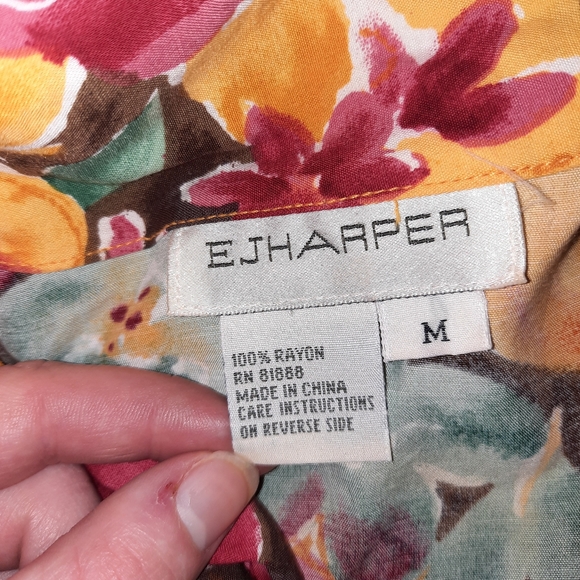 EJHARPER
M
100% RAYON
RN 81888
MADE IN CHINA
CARE INSTRUCTIONS
ON REVERSE SIDE